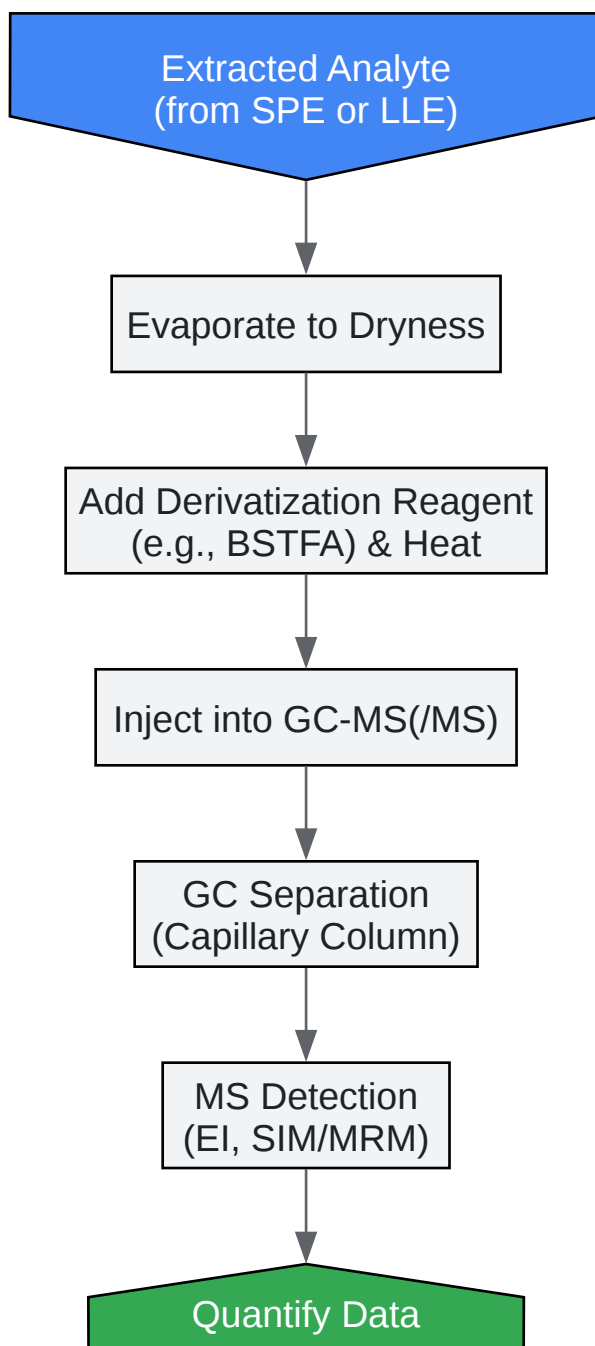 Extracted Analyte
(from SPE or LLE)
Evaporate to Dryness
Add Derivatization Reagent
(e.g., BSTFA) & Heat
Inject into GC-MS(/MS)
GC Separation
(Capillary Column)
MS Detection
(EI, SIM/MRM)
Quantify Data